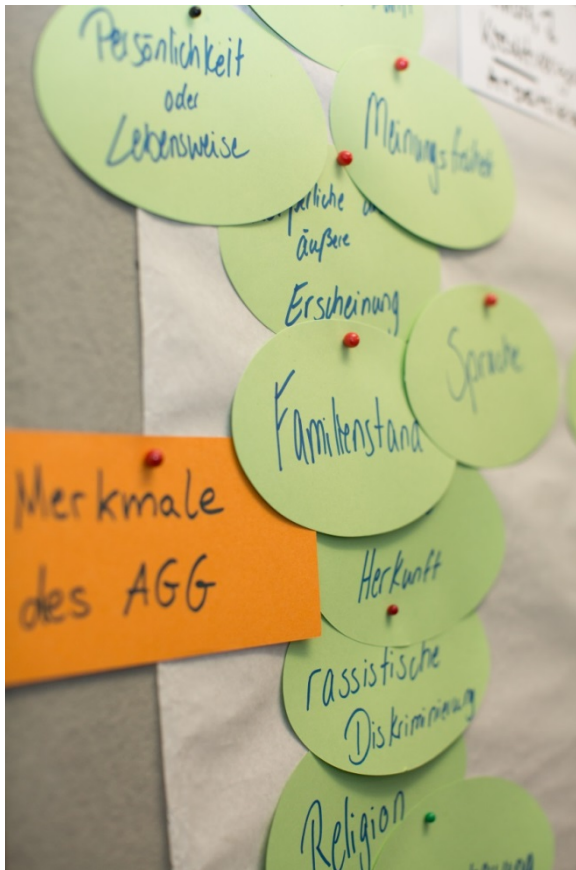 Persönlichkeit
oder
Lebensweise
Meinungsfreiheit
äußere
Erscheinung
Sprache
Familienstand
Merkmale
des AGG
Herkunft
rassistische
Diskriminierung
Religion